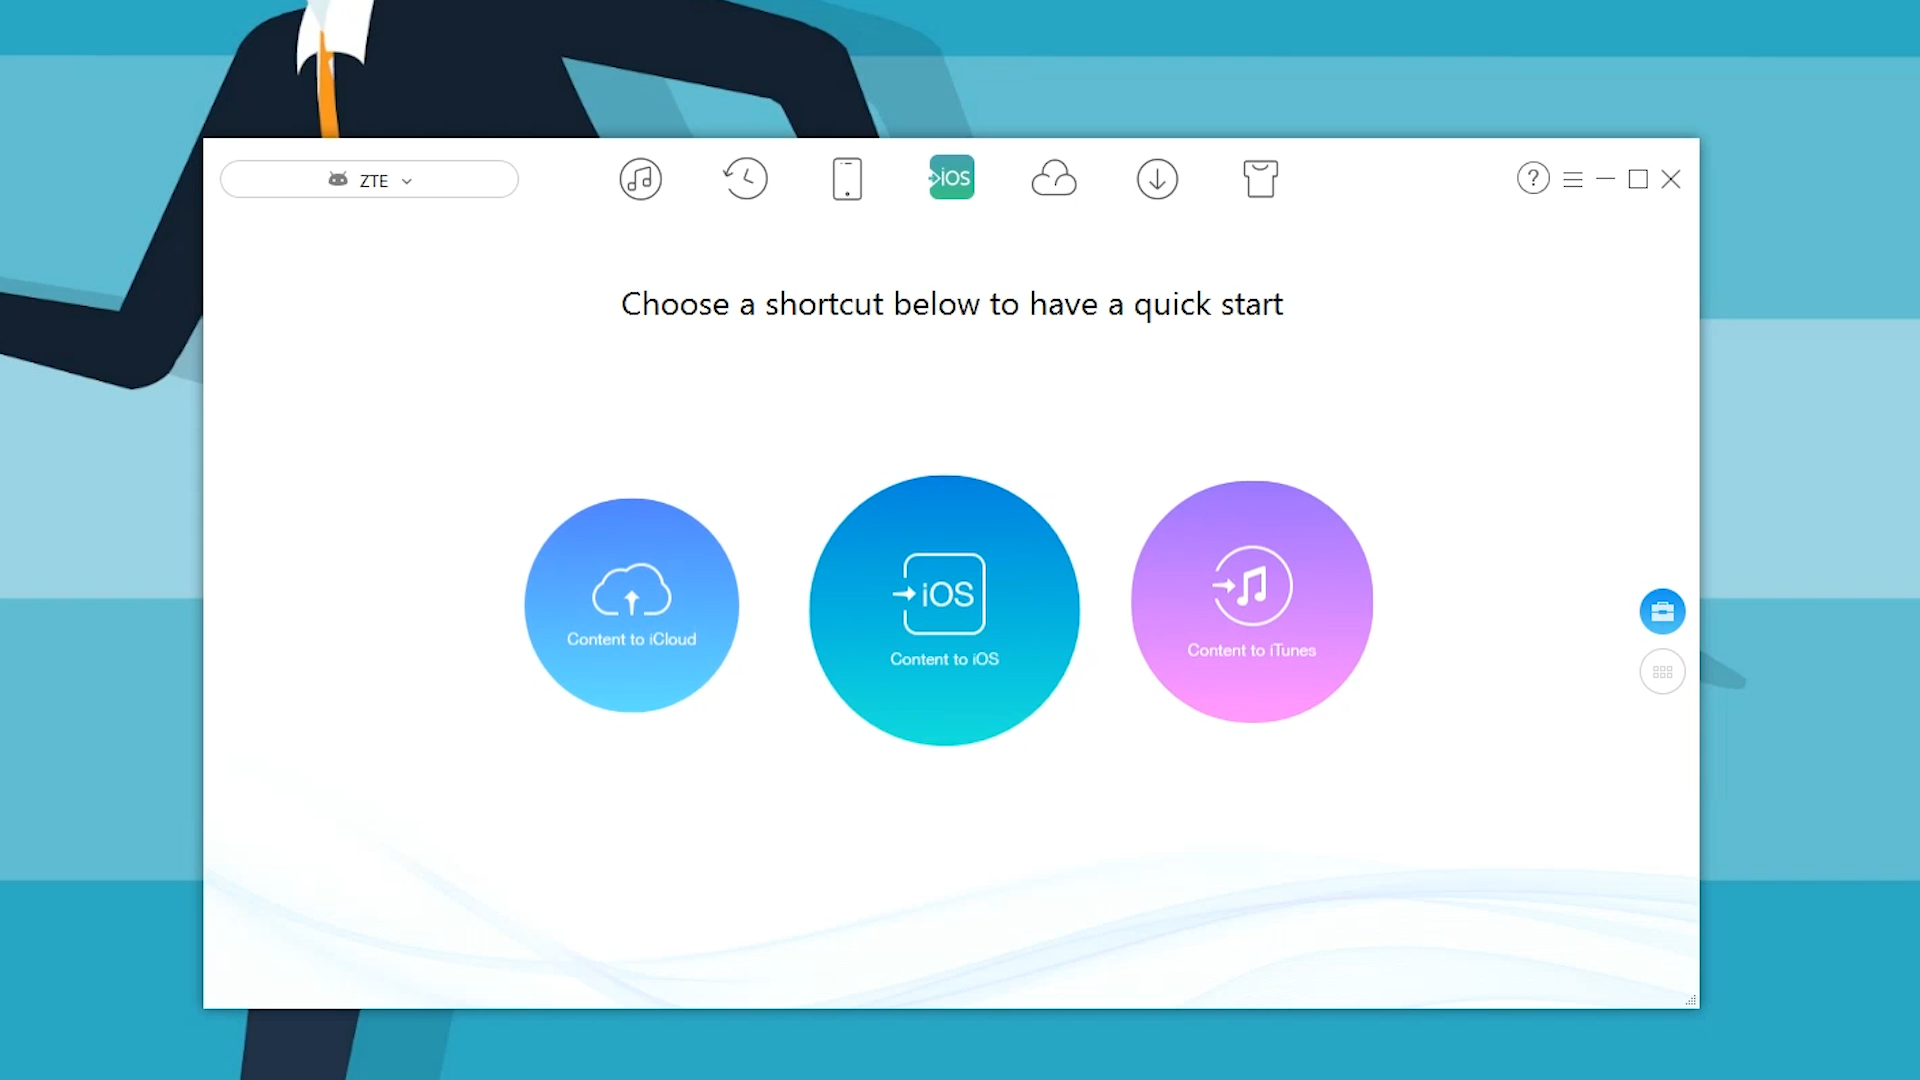 ZTE
iOS
?
Choose a shortcut below to have a quick start
iOS
Content to iCloud
Content to iOS
Content to iTunes